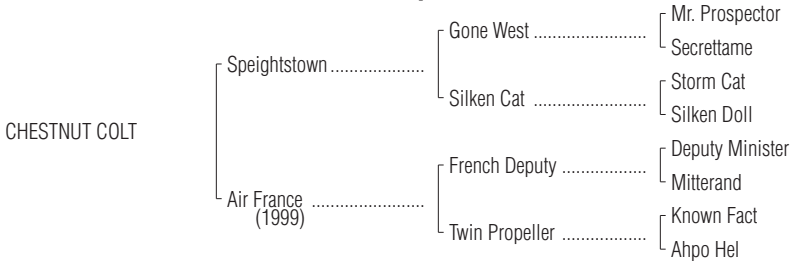 Mr. Prospector
Gone West ........................
Secrettame
Speightstown ....................
Storm Cat
Silken Cat ........................
Silken Doll
CHESTNUT COLT
Deputy Minister
French Deputy ..................
Mitterand
Air France ........................
(1999)
Known Fact
Twin Propeller ..................
Ahpo Hel